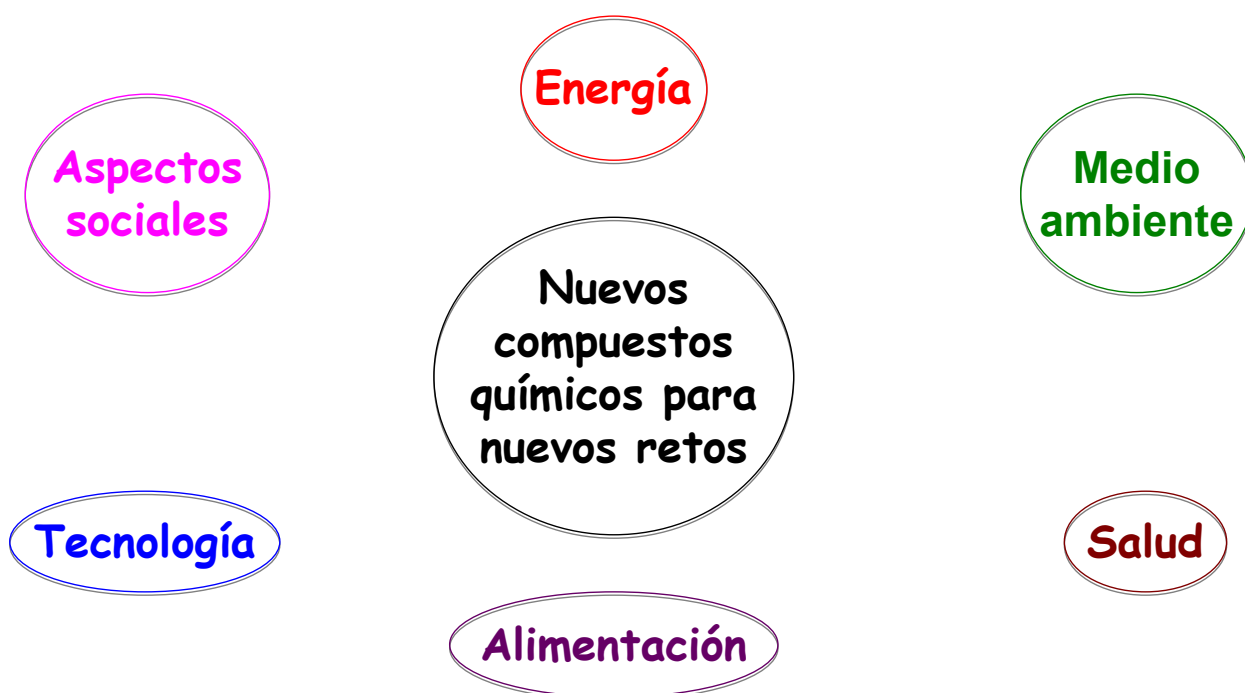 Energía
Aspectos
sociales
Medio
ambiente
Nuevos
compuestos
químicos para
nuevos retos
Tecnología
Salud
Alimentación